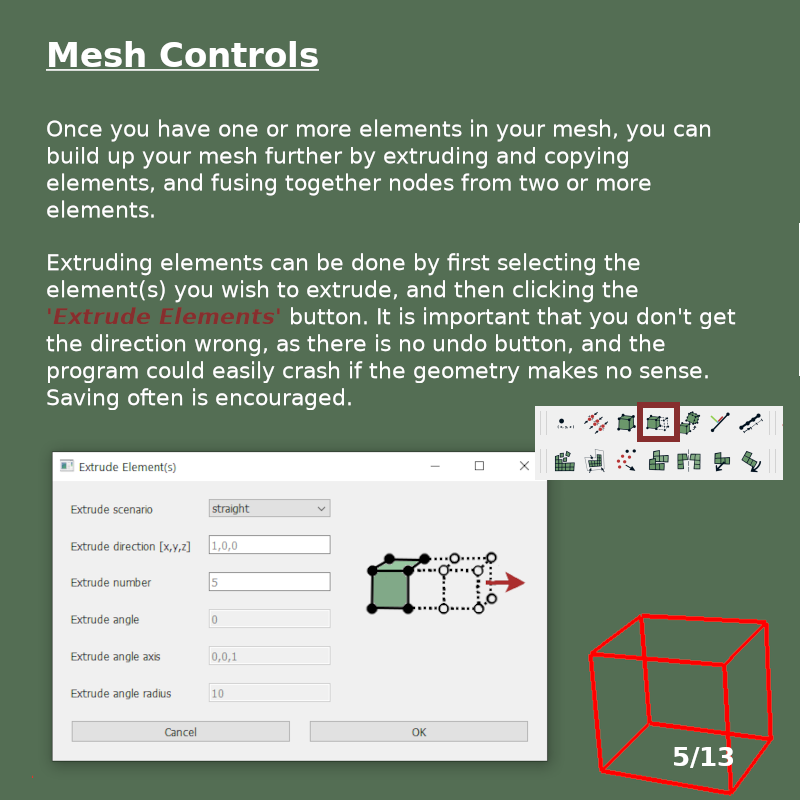 Mesh Controls
Once you have one or more elements in your mesh, you can
build up your mesh further by extruding and copying
elements, and fusing together nodes from two or more
elements.
Extruding elements can be done by first selecting the
element(s) you wish to extrude, and then clicking the
'Extrude Elements' button. It is important that you don't get
the direction wrong, as there is no undo button, and the
program could easily crash if the geometry makes no sense.
Saving often is encouraged.
Extrude Element(s)
Extrude scenario straight
Extrude direction [x,y,z] 1,0,0
Extrude number 5
Extrude angle 0
Extrude angle axis 0,0,1
Extrude angle radius 10
Cancel OK
5/13